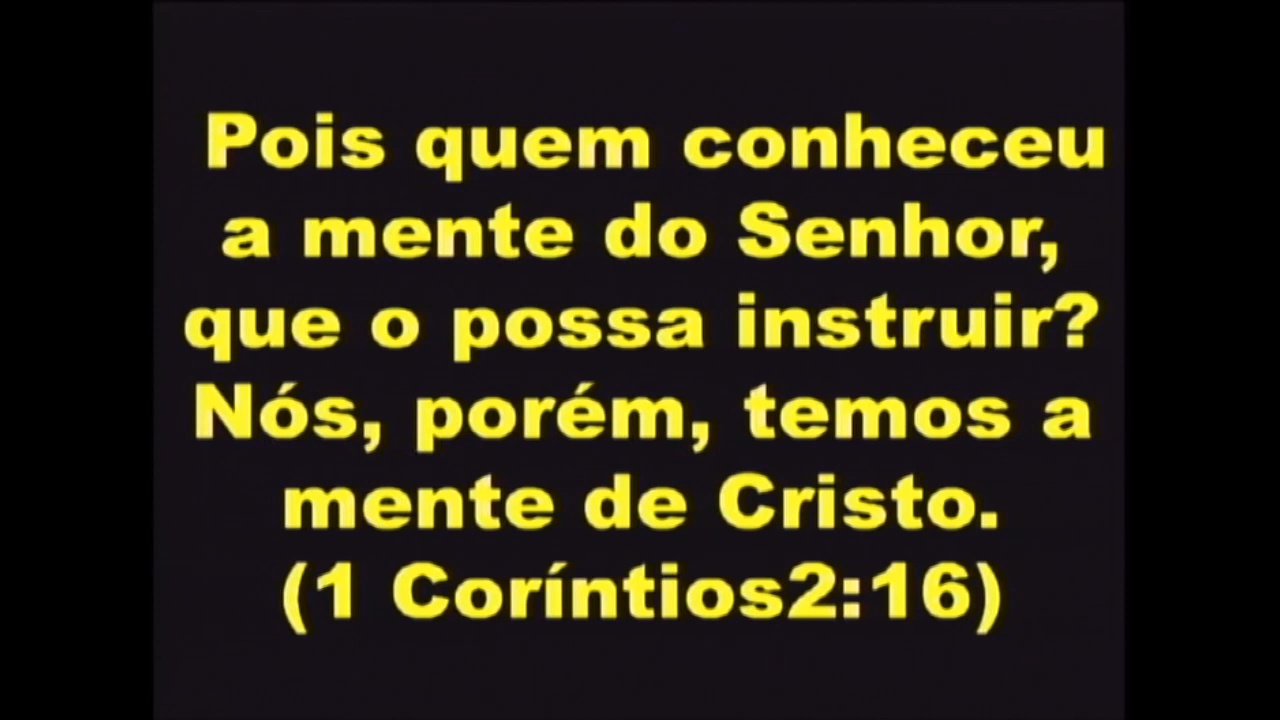 Pois quem conheceu
a mente do Senhor,
que o possa instruir?
Nós, porém, temos a
mente de Cristo.
(1 Coríntios2:16)